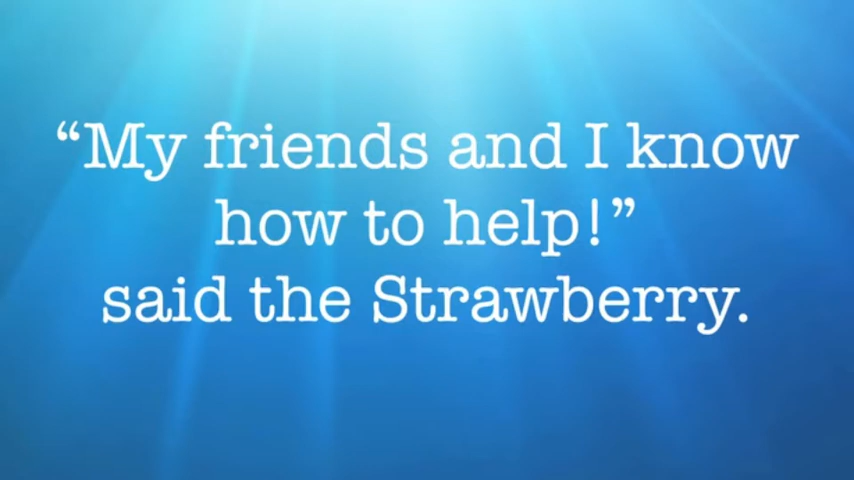 “My friends and I know
how to help!”
said the Strawberry.